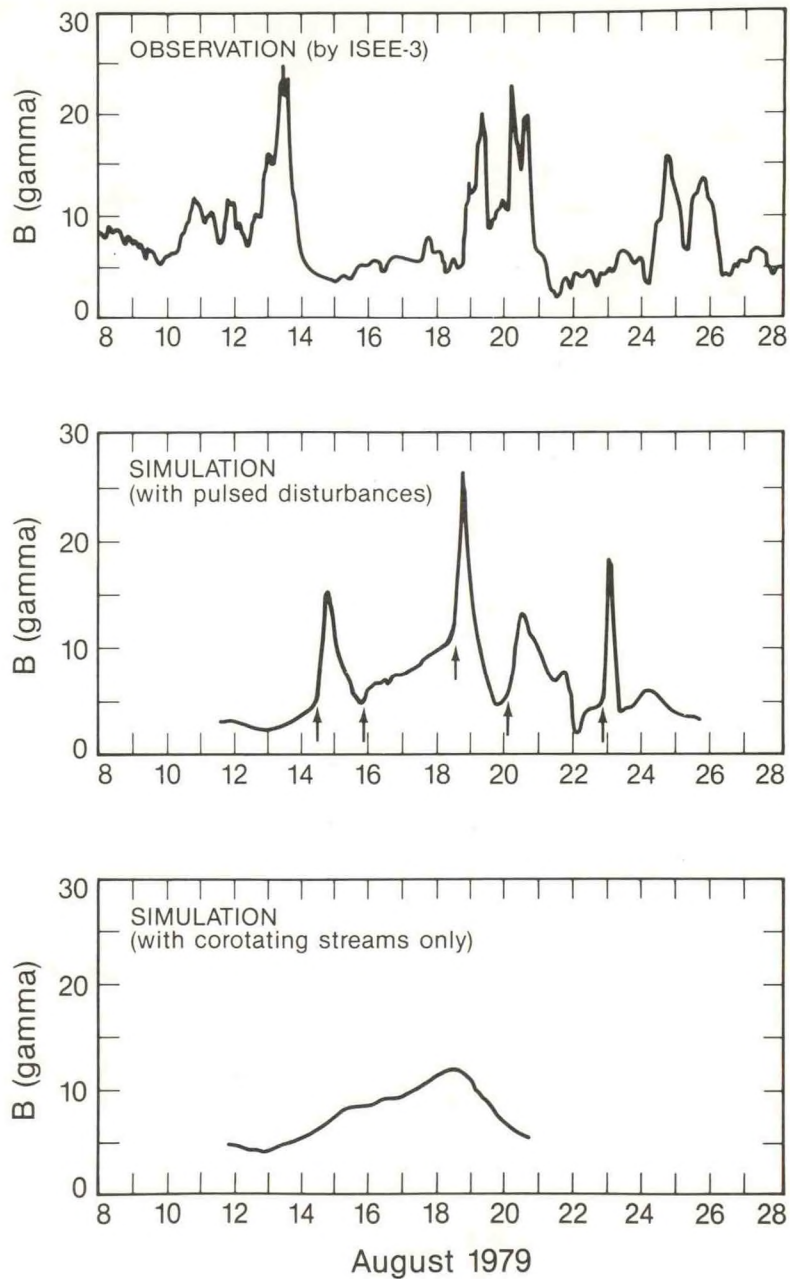 30
OBSERVATION (by ISEE-3)
20
10
0
B (gamma)
8 10 12 14 16 18 20 22 24 26 28
30
SIMULATION
(with pulsed disturbances)
20
10
0
B (gamma)
8 10 12 14 16 18 20 22 24 26 28
30
SIMULATION
(with corotating streams only)
20
10
0
B (gamma)
8 10 12 14 16 18 20 22 24 26 28
August 1979